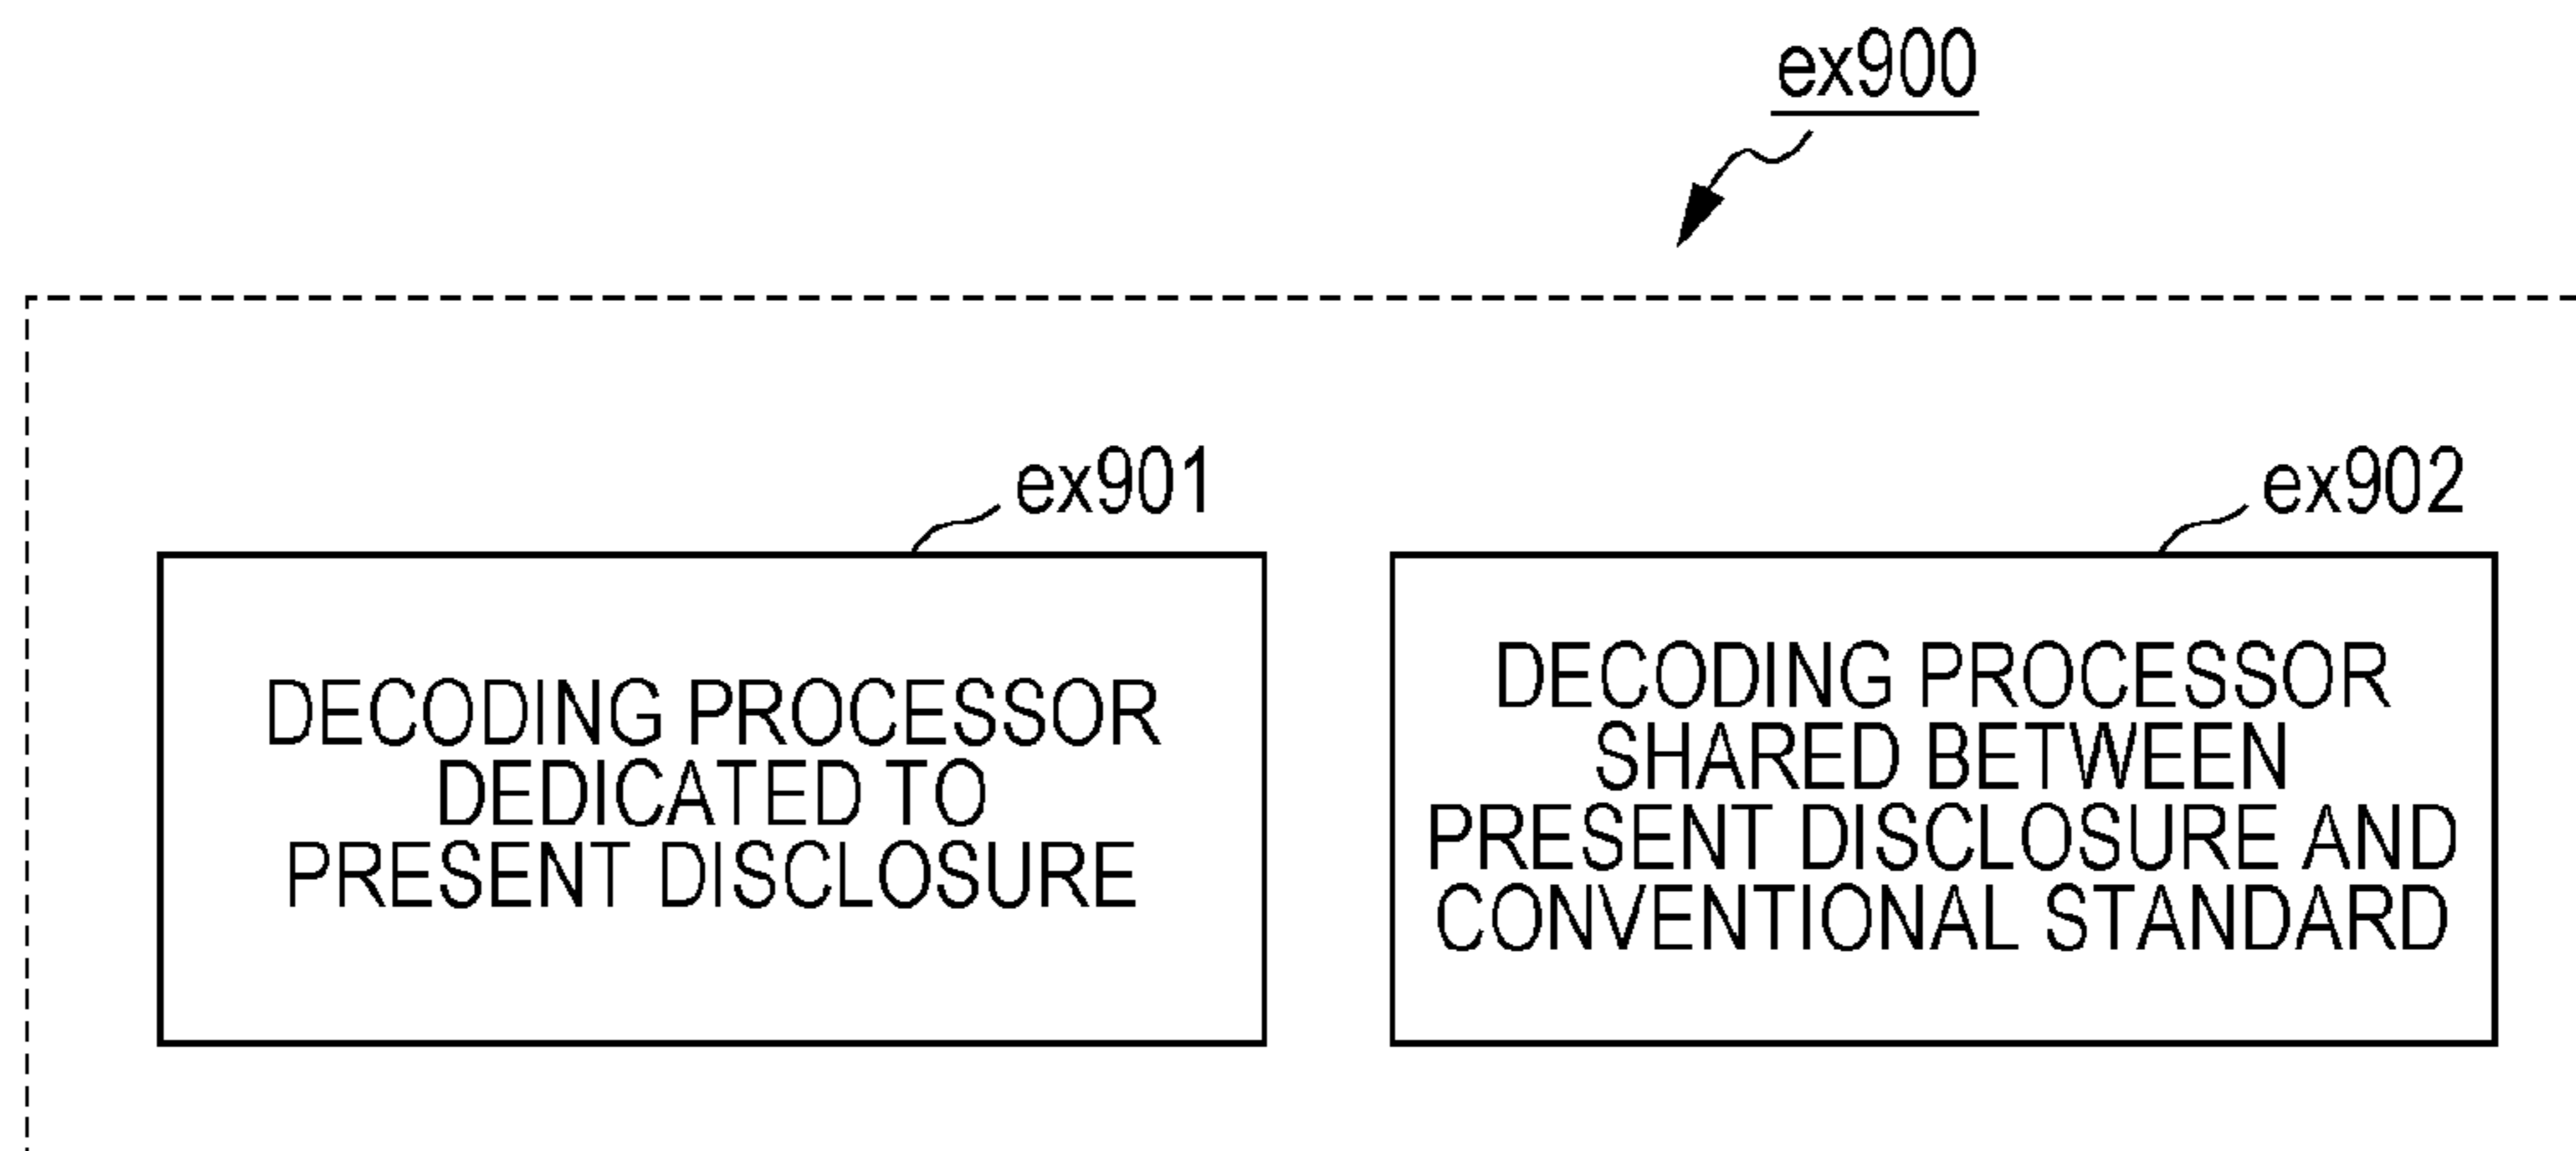 ex900
ex901
DECODING PROCESSOR
DEDICATED TO
PRESENT DISCLOSURE
ex902
DECODING PROCESSOR
SHARED BETWEEN
PRESENT DISCLOSURE AND
CONVENTIONAL STANDARD